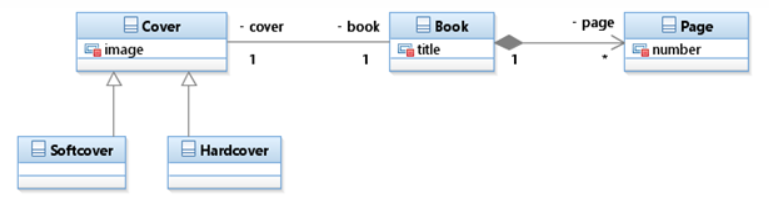 Cover
image
- cover
1
- book
1
Book
title
1
- page
*
Page
number
Softcover
Hardcover